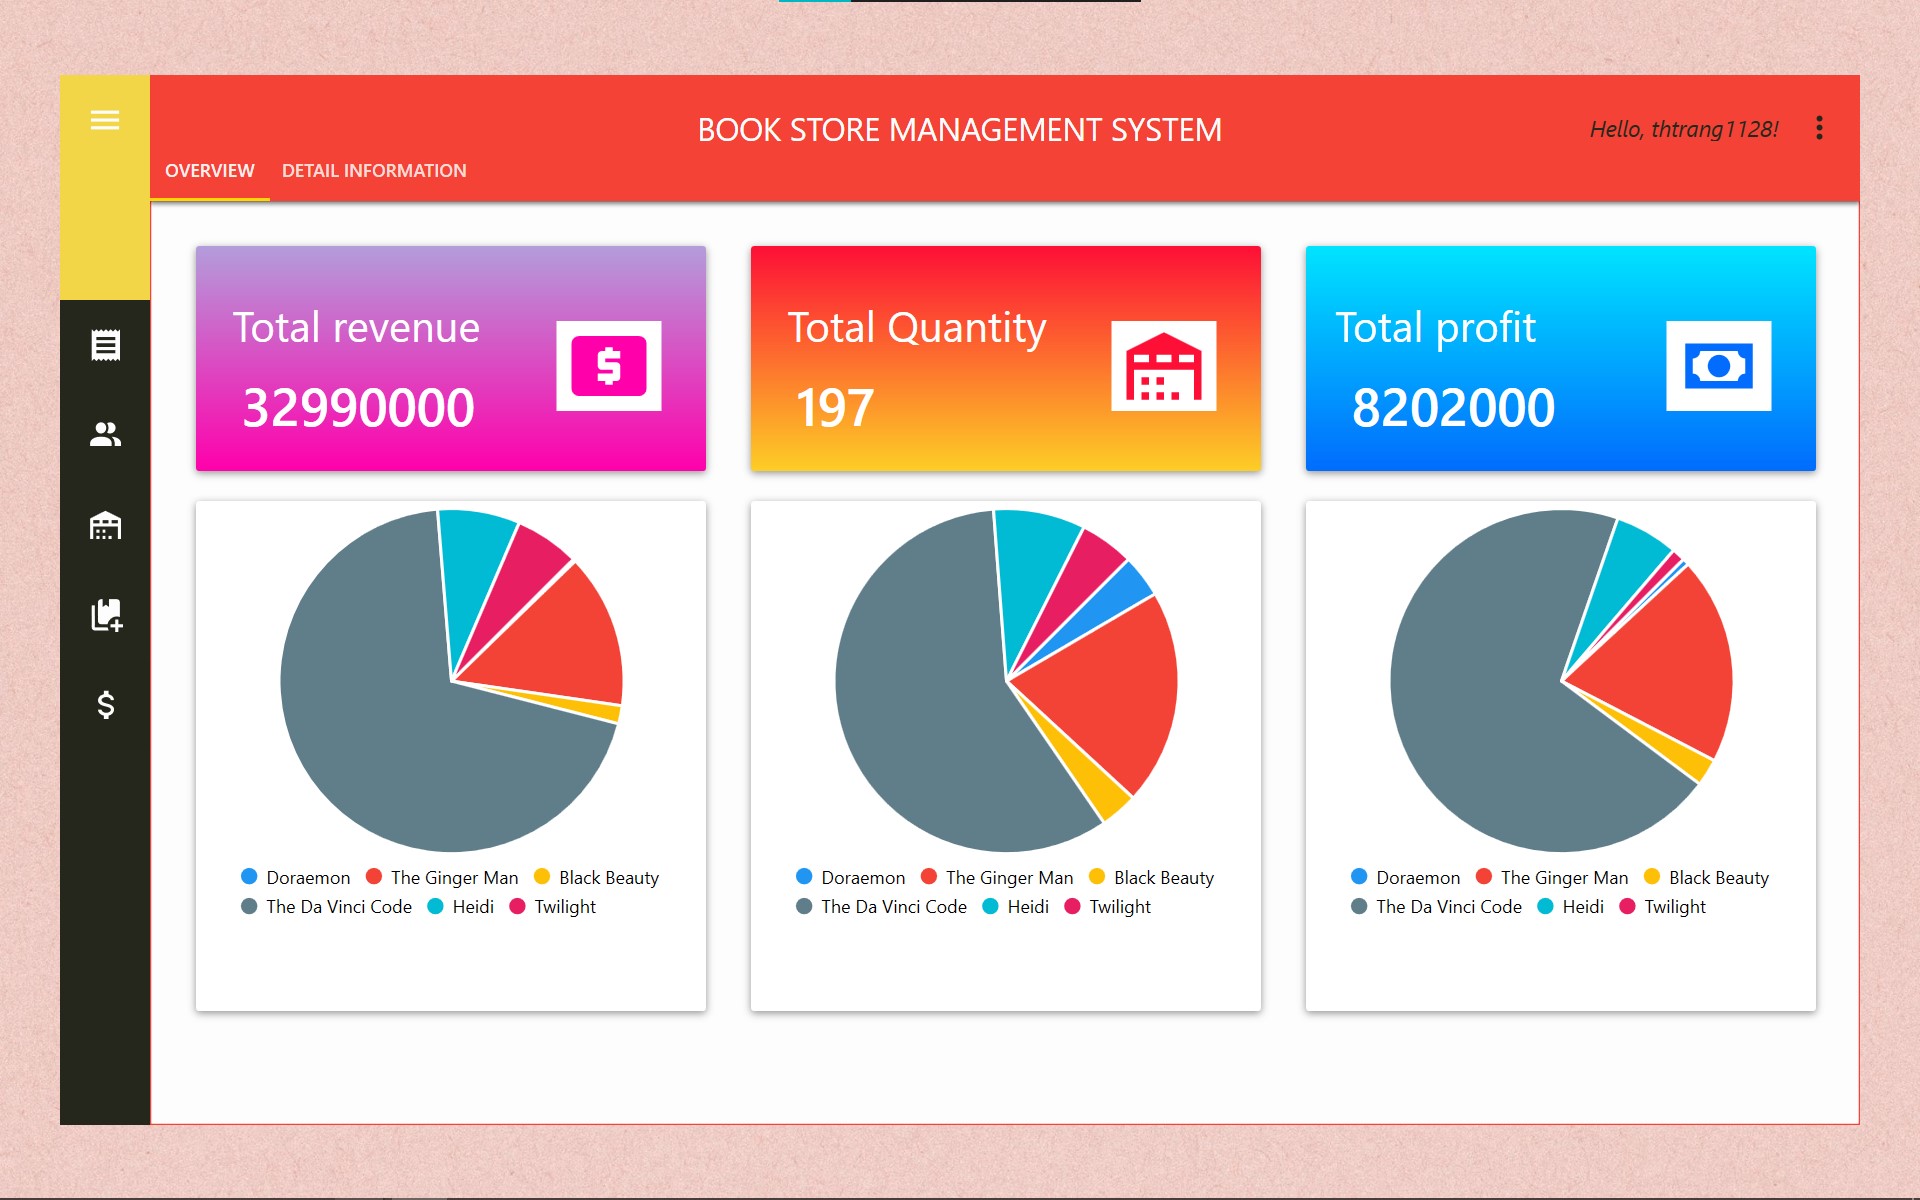 BOOK STORE MANAGEMENT SYSTEM
Hello, thtrang1128!
OVERVIEW DETAIL INFORMATION
Total revenue
32990000
Total Quantity
197
Total profit
8202000
Doraemon The Ginger Man Black Beauty
The Da Vinci Code Heidi Twilight
Doraemon The Ginger Man Black Beauty
The Da Vinci Code Heidi Twilight
Doraemon The Ginger Man Black Beauty
The Da Vinci Code Heidi Twilight